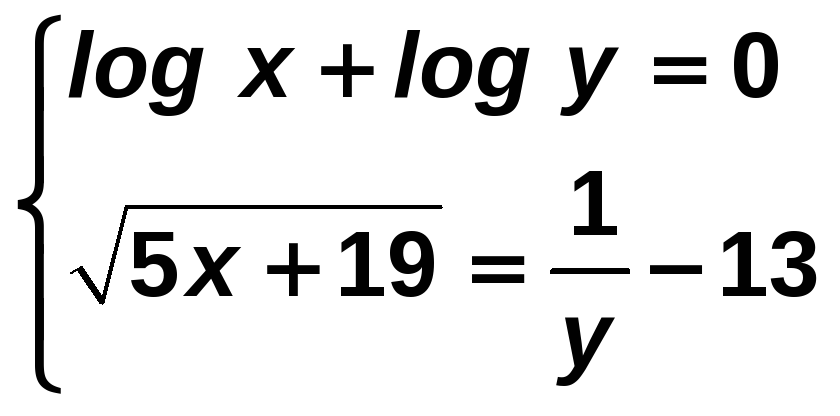 log x + log y = 0
√5x + 19 = 1/y − 13